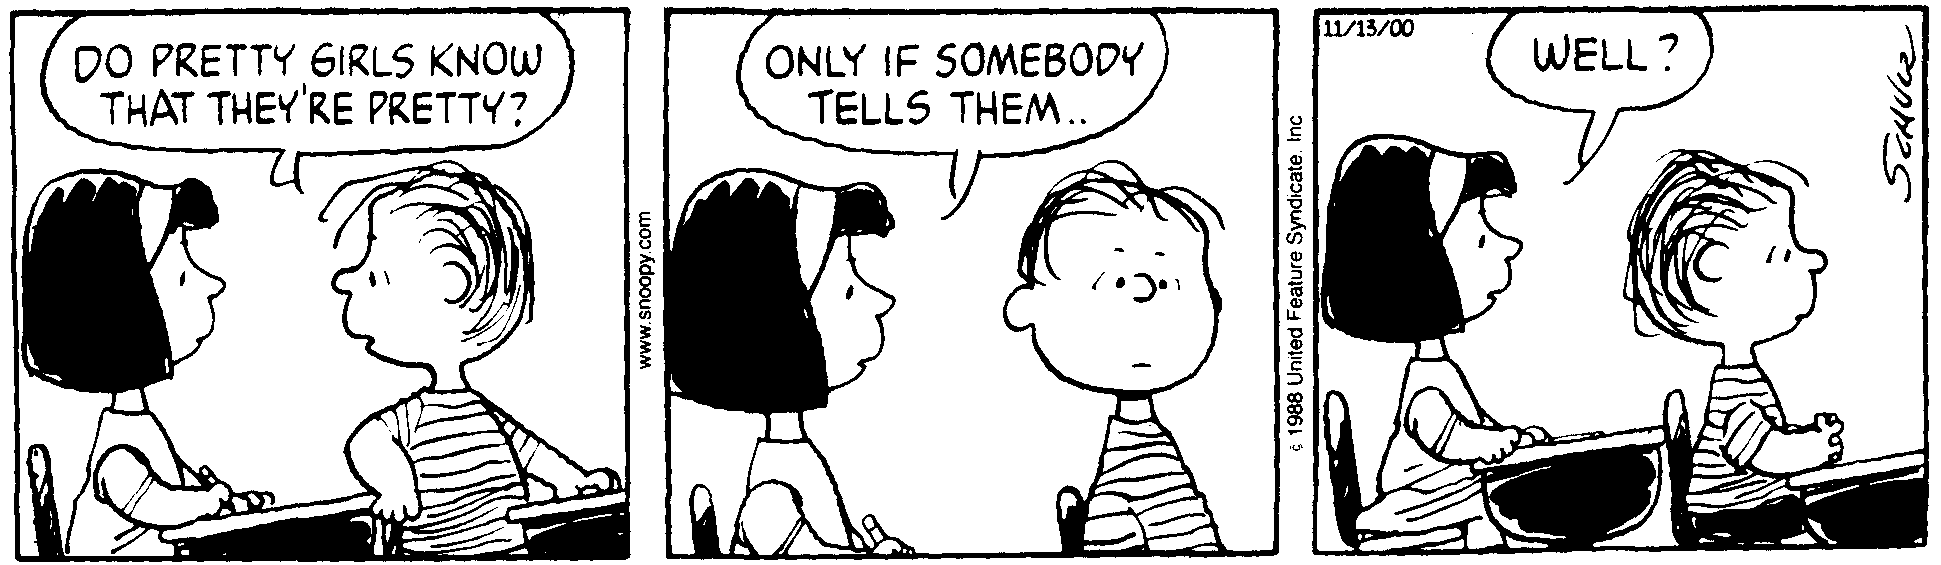 DO PRETTY GIRLS KNOW
THAT THEY'RE PRETTY?
www.snoopy.com
ONLY IF SOMEBODY
TELLS THEM..
© 1988 United Feature Syndicate, Inc
11/13/00
WELL?
SCHULZ